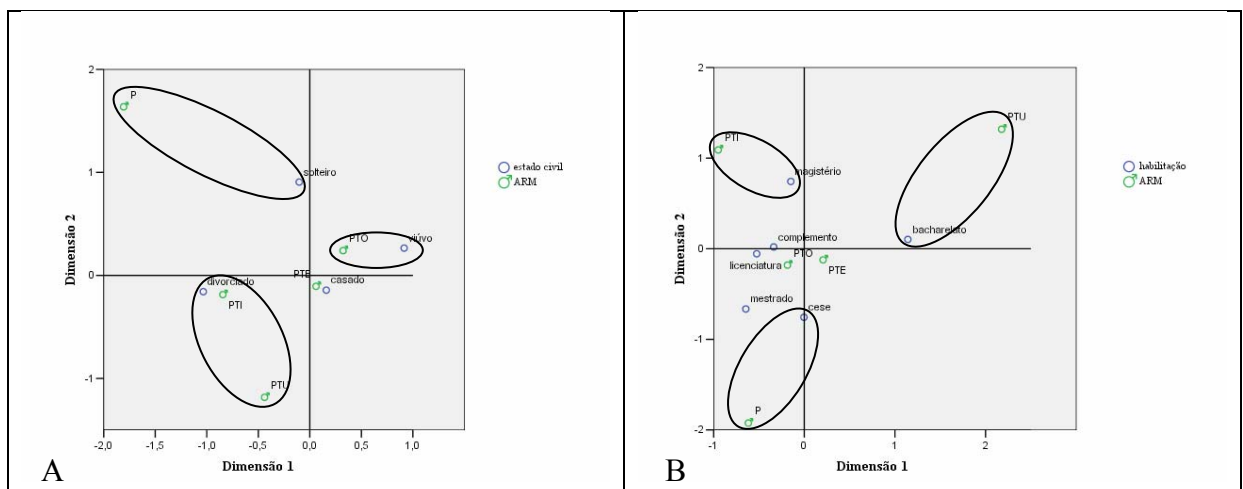 2
P
solteiro
1
estado civil
ARM
Dimensão 2
PTO
viúvo
0
PTE
casado
divorciado
PTI
-1
PTU
-2,0
-1,5
-1,0
-0,5
0,0
0,5
1,0
Dimensão 1
A
2
PTU
PTI
1
magistério
habilitação
ARM
Dimensão 2
bacharelato
complemento
0
PTO
licenciatura
PTE
mestrado
cese
-1
P
-2
-1
0
1
2
Dimensão 1
B